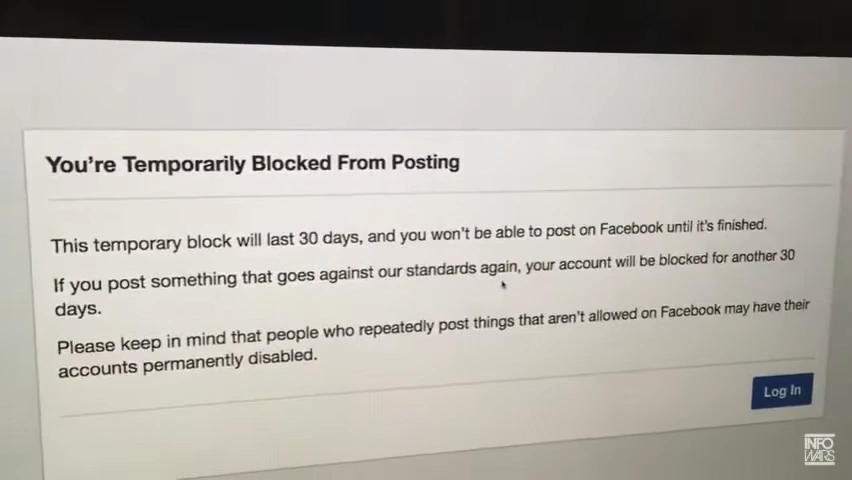 You're Temporarily Blocked From Posting
This temporary block will last 30 days, and you won't be able to post on Facebook until it's finished.
If you post something that goes against our standards again, your account will be blocked for another 30
days.
Please keep in mind that people who repeatedly post things that aren't allowed on Facebook may have their
accounts permanently disabled.
Log In
INFO
WARS